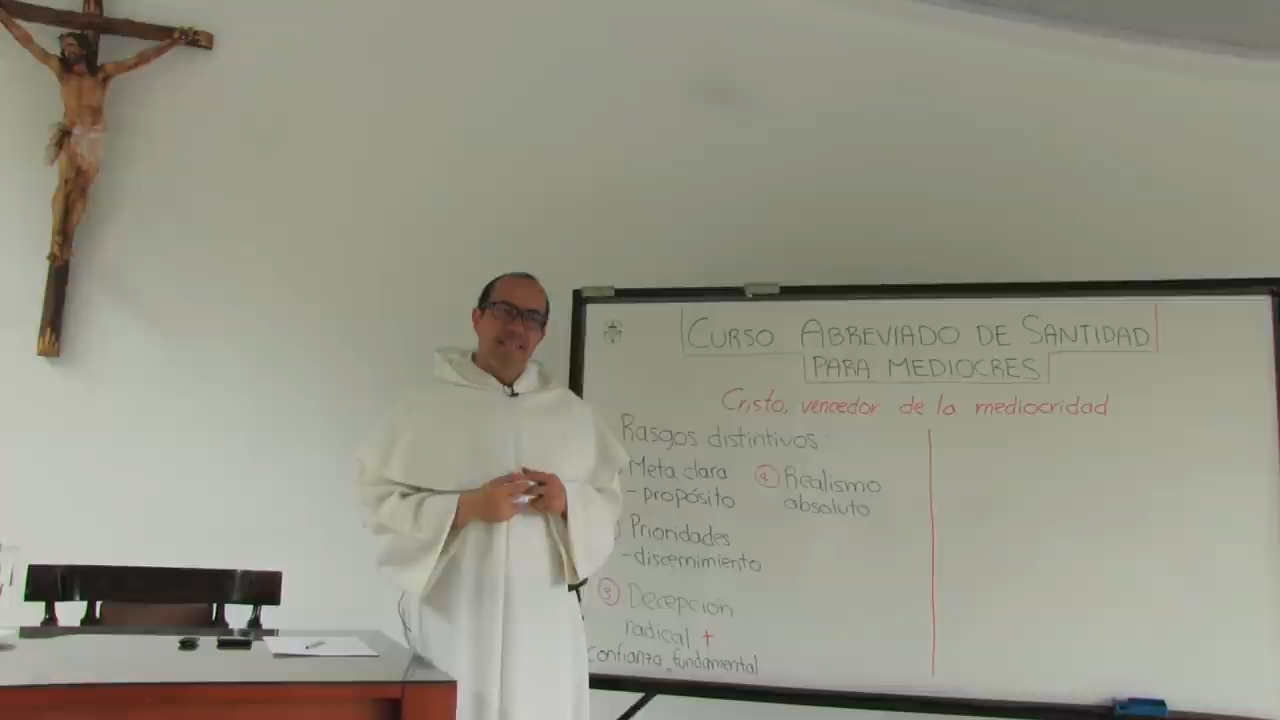 CURSO ABREVIADO DE SANTIDAD
PARA MEDIOCRES
Cristo, vencedor de la mediocridad
Rasgos distintivos:
Meta clara
- propósito
Prioridades
- discernimiento
③ Decepción
radical +
confianza fundamental
④ Realismo
absoluto